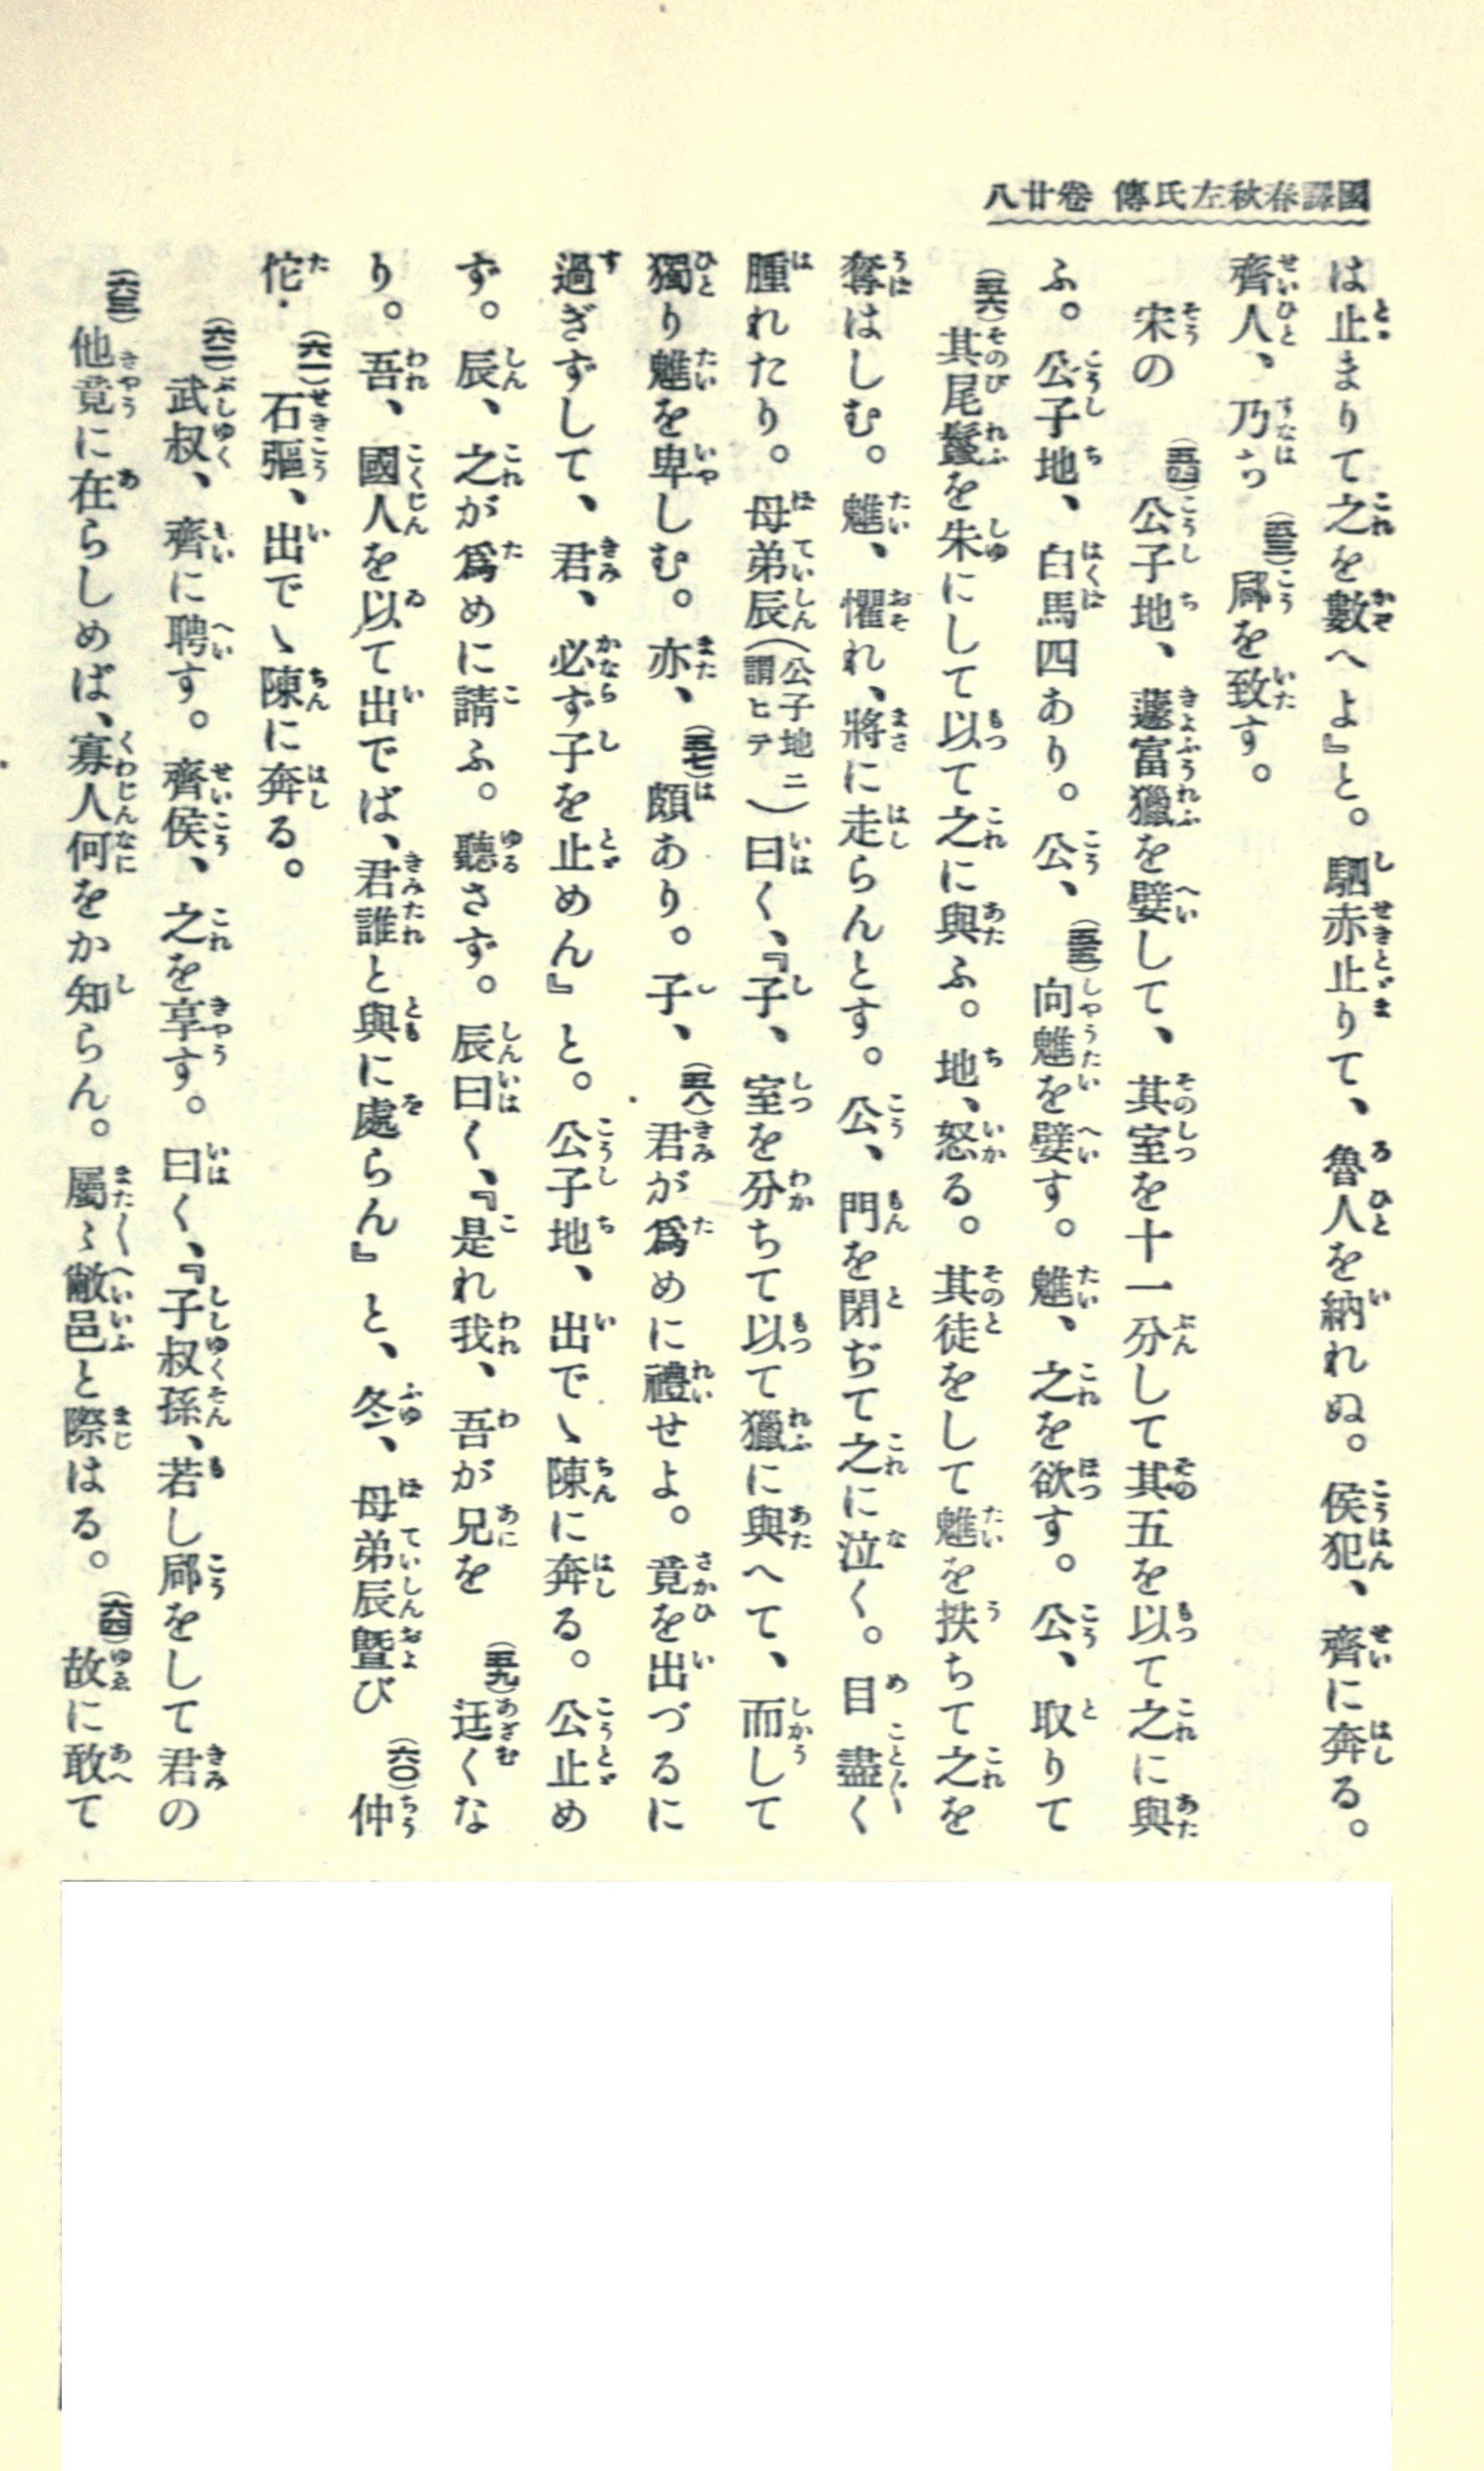 國譯春秋左氏傳 卷廿八
は止まりて之を數へよ』と。駟赤止りて、魯人を納れぬ。侯犯、齊に奔る。
齊人、乃ち（五三）郈を致す。
宋の（五四）公子地、蘧富獵を嬖して、其室を十一分して其五を以て之に與
ふ。公子地、白馬四あり。公、（五五）向魋を嬖す。魋、之を欲す。公、取りて
（五六）其尾鬣を朱にして以て之に與ふ。地、怒る。其徒をして魋を抶ちて之を
奪はしむ。魋、懼れ、將に走らんとす。公、門を閉ぢて之に泣く。目盡く
腫れたり。母弟辰（公子地ニ謂ヒテ）曰く、『子、室を分ちて以て獵に與へて、而して
獨り魋を卑しむ。亦、（五七）頗あり。子、（五八）君が爲めに禮せよ。竟を出づるに
過ぎずして、君、必ず子を止めん』と。公子地、出でゝ陳に奔る。公止め
ず。辰、之が爲めに請ふ。聽さず。辰曰く、『是れ我、吾が兄を（五九）迋くな
り。吾、國人を以て出でば、君誰と與に處らん』と、冬、母弟辰曁び（六〇）仲
佗・（六一）石彄、出でゝ陳に奔る。
（六二）武叔、齊に聘す。齊侯、之を享す。曰く、『子叔孫、若し郈をして君の
（六三）他竟に在らしめば、寡人何をか知らん。屬〻敝邑と際はる。（六四）故に敢て